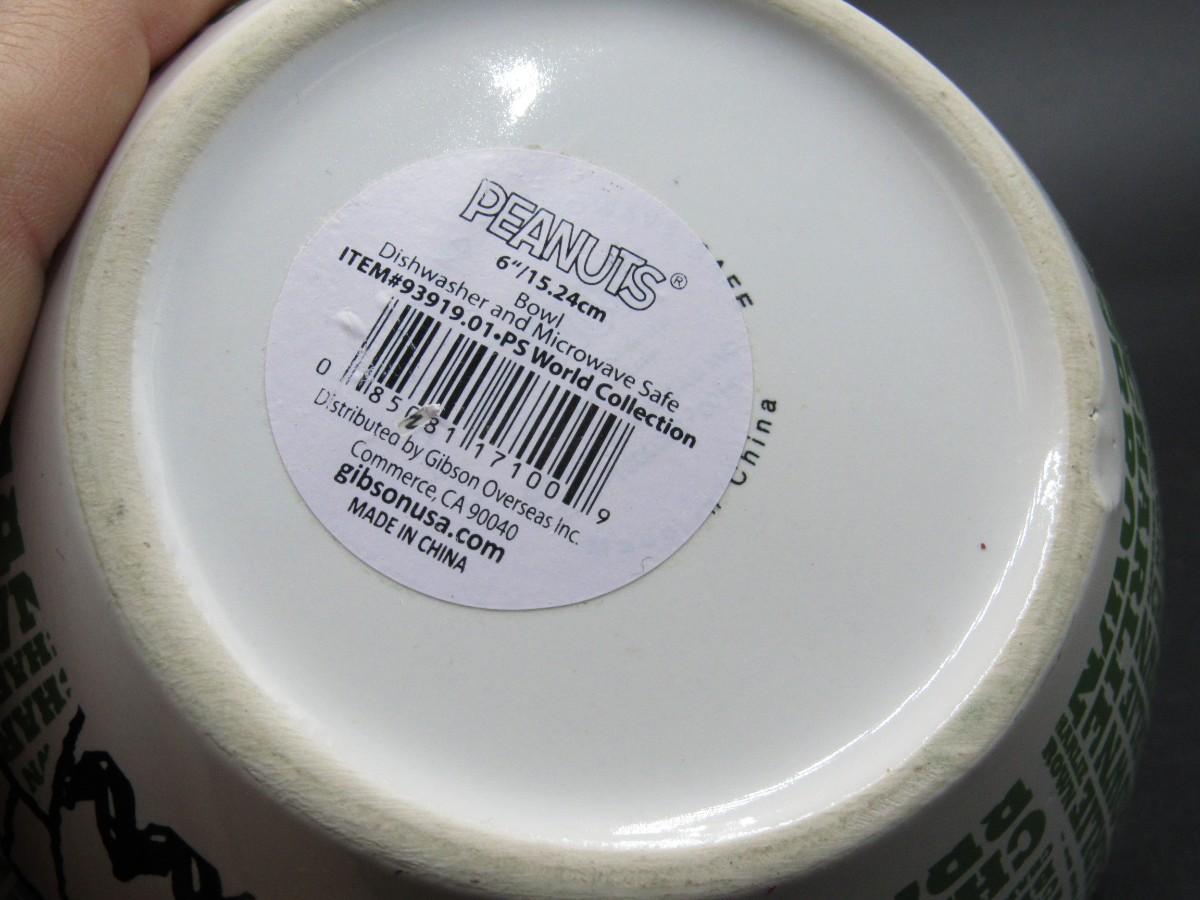 PEANUTS®
6"/15.24cm
Bowl
Dishwasher and Microwave Safe
ITEM#93919.01•PS World Collection
0 85081 17100 9
Distributed by Gibson Overseas Inc.
Commerce, CA 90040
gibsonusa.com
MADE IN CHINA
China